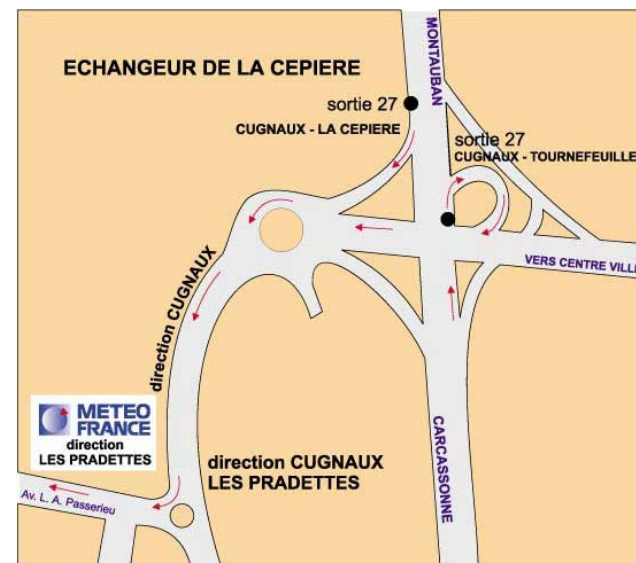 ECHANGEUR DE LA CEPIERE
MONTAUBAN
sortie 27
CUGNAUX - LA CEPIERE
sortie 27
CUGNAUX - TOURNEFEUILLE
VERS CENTRE VILLE
direction CUGNAUX
METEO
FRANCE
direction
LES PRADETTES
direction CUGNAUX
LES PRADETTES
CARCASSONNE
Av. L. A. Passerieu